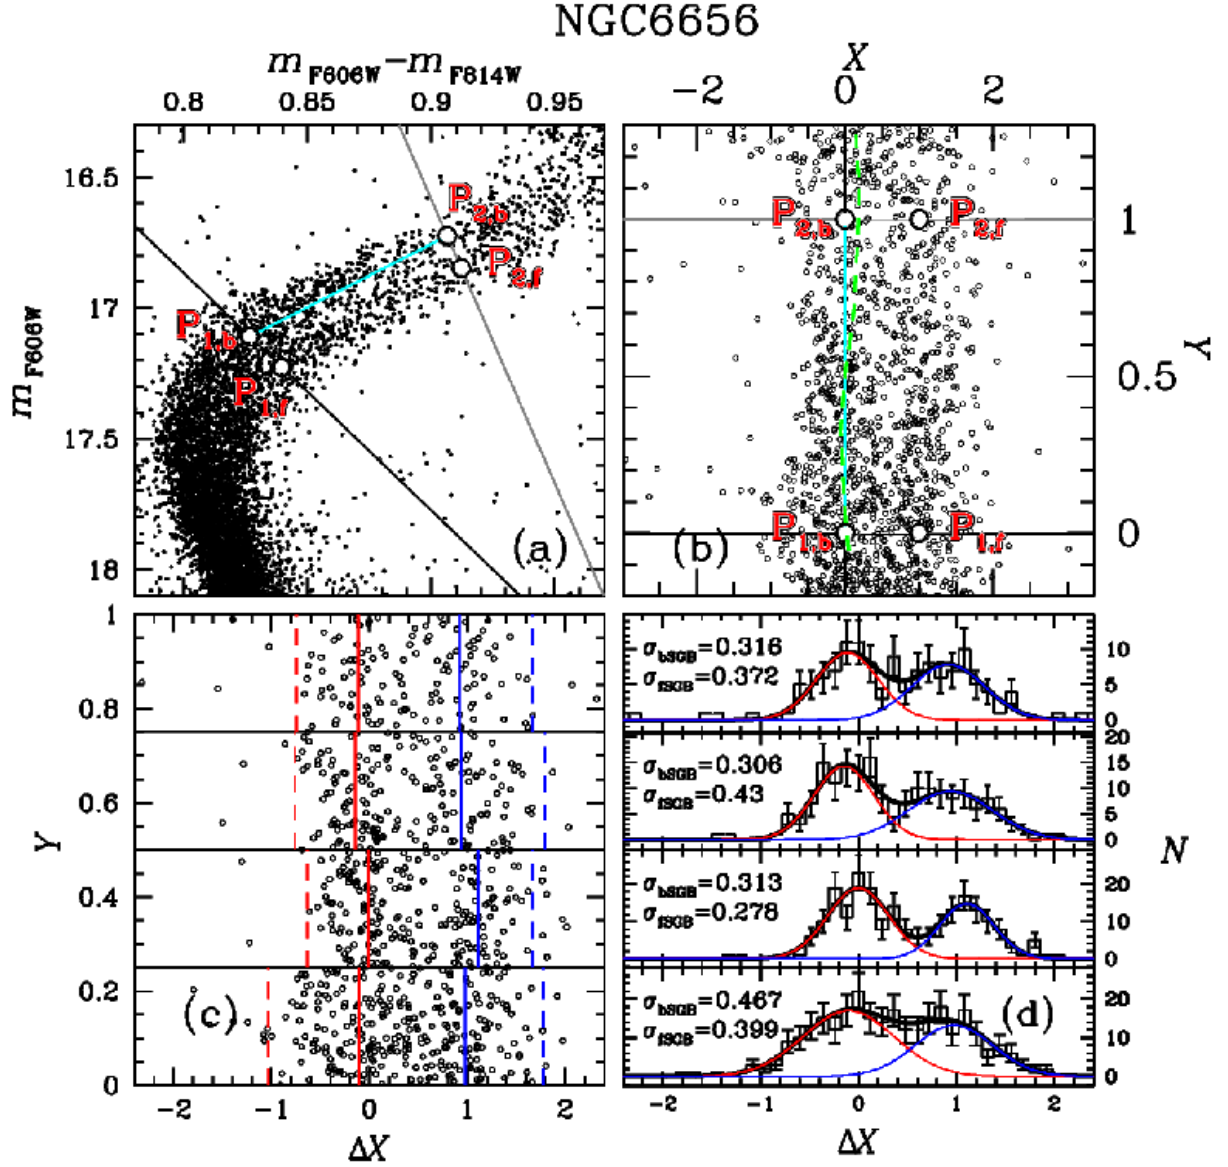 NGC6656
m F606W − m F814W
0.8 0.85 0.9 0.95
X
−2 0 2
16.5
17
17.5
18
m F606W
P2,b
P2,f
P1,b
P1,f
(a)
P2,b
P2,f
P1,b
P1,f
(b)
1
0.5
0
Y
1
0.8
0.6
0.4
0.2
0
Y
(c)
−2 −1 0 1 2
ΔX
σbSGB=0.316
σfSGB=0.372
10
5
0
σbSGB=0.306
σfSGB=0.43
20
15
10
5
0
σbSGB=0.313
σfSGB=0.278
20
10
0
σbSGB=0.467
σfSGB=0.399
(d)
20
10
0
N
−2 −1 0 1 2
ΔX